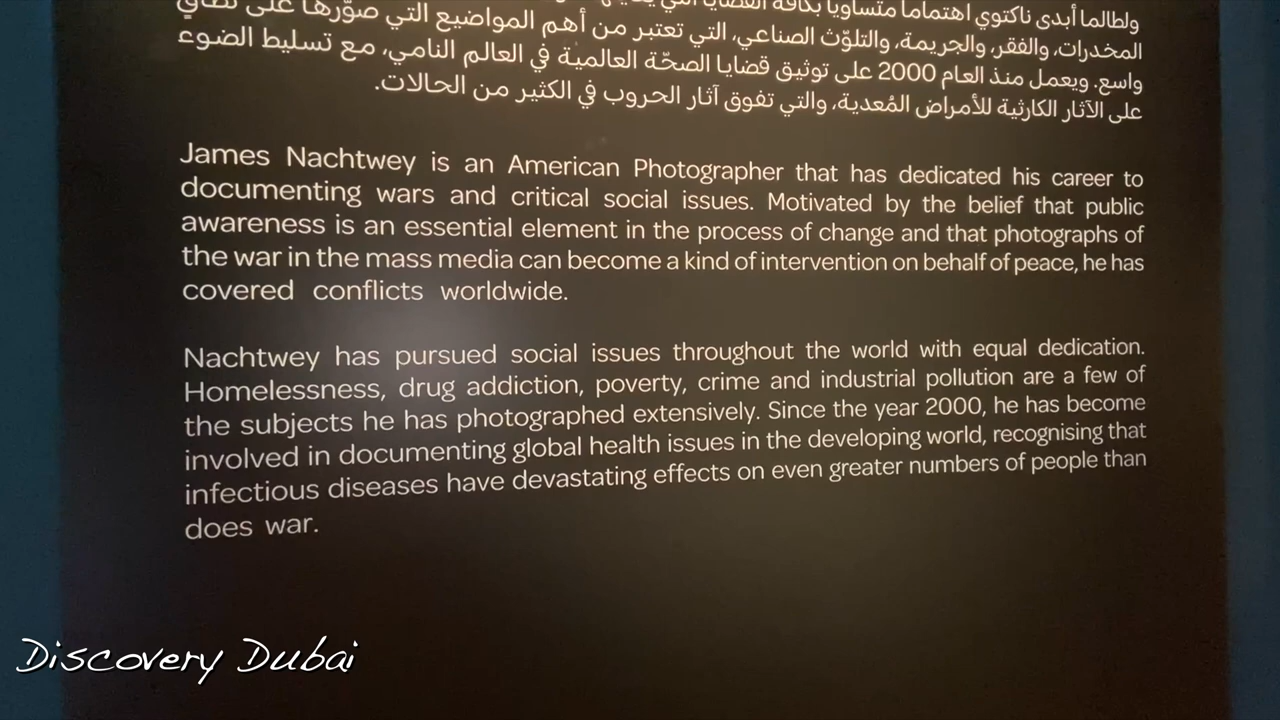 ولطالما أبدى ناكتوي اهتماماً متساوياً بكافة القضايا التي
المخدرات، والفقر، والجريمة، والتلوّث الصناعي، التي تعتبر من أهم المواضيع التي صوّرها على نطاقٍ
واسع. ويعمل منذ العام 2000 على توثيق قضايا الصحّة العالمية في العالم النامي، مع تسليط الضوء
على الآثار الكارثية للأمراض المُعدية، والتي تفوق آثار الحروب في الكثير من الحالات.
James Nachtwey is an American Photographer that has dedicated his career to
documenting wars and critical social issues. Motivated by the belief that public
awareness is an essential element in the process of change and that photographs of
the war in the mass media can become a kind of intervention on behalf of peace, he has
covered conflicts worldwide.
Nachtwey has pursued social issues throughout the world with equal dedication.
Homelessness, drug addiction, poverty, crime and industrial pollution are a few of
the subjects he has photographed extensively. Since the year 2000, he has become
involved in documenting global health issues in the developing world, recognising that
infectious diseases have devastating effects on even greater numbers of people than
does war.
Discovery Dubai